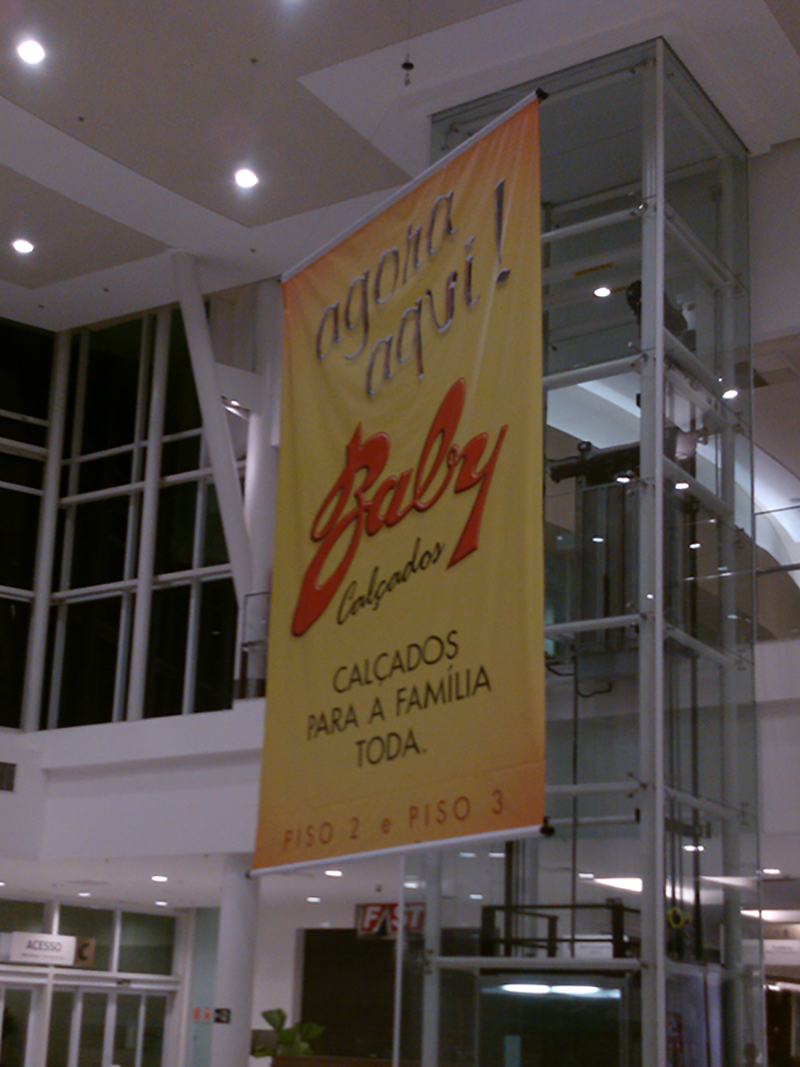 agora
aqui!
Baby
Calçados
CALÇADOS
PARA A FAMÍLIA
TODA.
PISO 2 e PISO 3
FAST
ACESSO
C